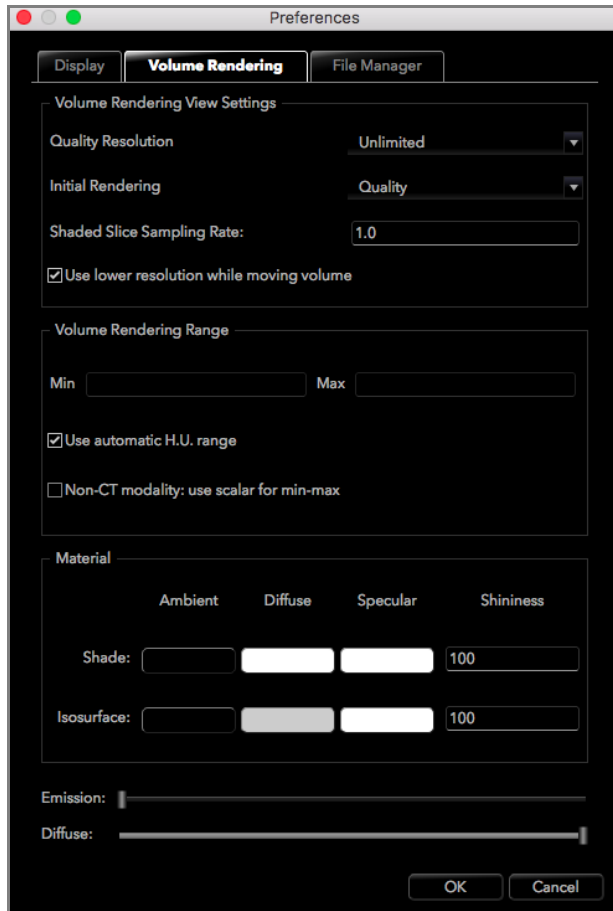 Preferences
Display Volume Rendering File Manager
Volume Rendering View Settings
Quality Resolution Unlimited
Initial Rendering Quality
Shaded Slice Sampling Rate: 1.0
Use lower resolution while moving volume
Volume Rendering Range
Min Max
Use automatic H.U. range
Non-CT modality: use scalar for min-max
Material
Ambient Diffuse Specular Shininess
Shade: 100
Isosurface: 100
Emission:
Diffuse:
OK Cancel